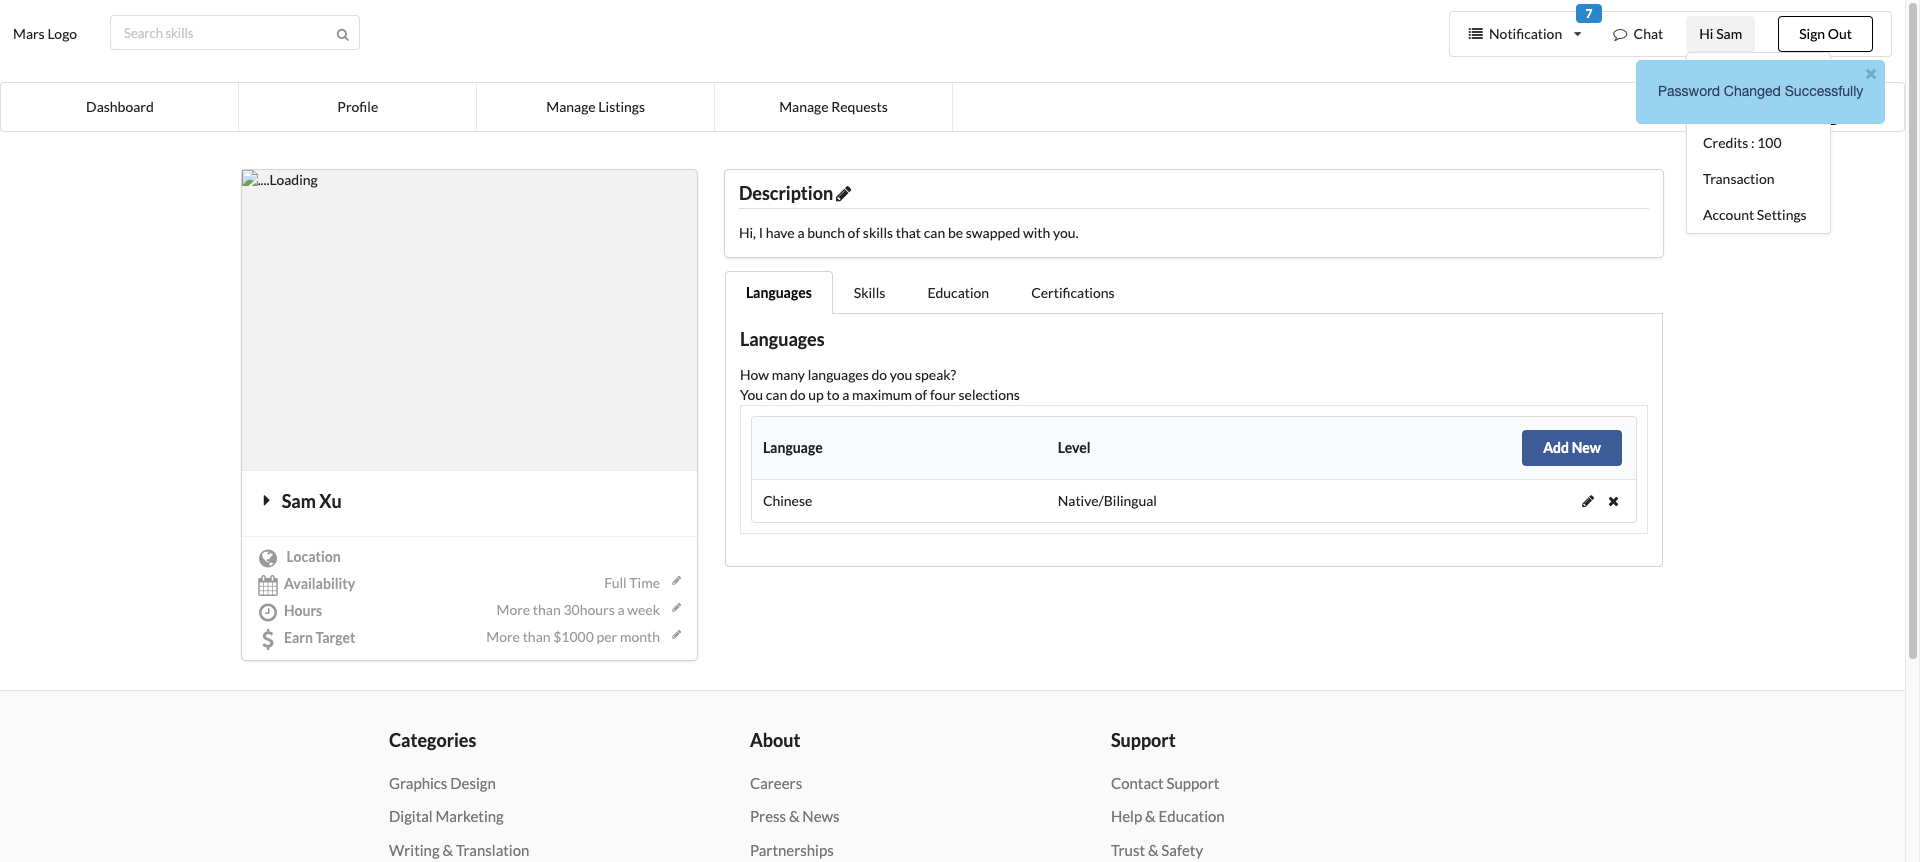 Mars Logo
Search skills
Notification
7
Chat
Hi Sam
Sign Out
Password Changed Successfully
Dashboard
Profile
Manage Listings
Manage Requests
Credits : 100
Transaction
Account Settings
....Loading
Sam Xu
Location
Availability Full Time
Hours More than 30hours a week
Earn Target More than $1000 per month
Description
Hi, I have a bunch of skills that can be swapped with you.
Languages Skills Education Certifications
Languages
How many languages do you speak?
You can do up to a maximum of four selections
Language Level Add New
Chinese Native/Bilingual
Categories
Graphics Design
Digital Marketing
Writing & Translation
About
Careers
Press & News
Partnerships
Support
Contact Support
Help & Education
Trust & Safety